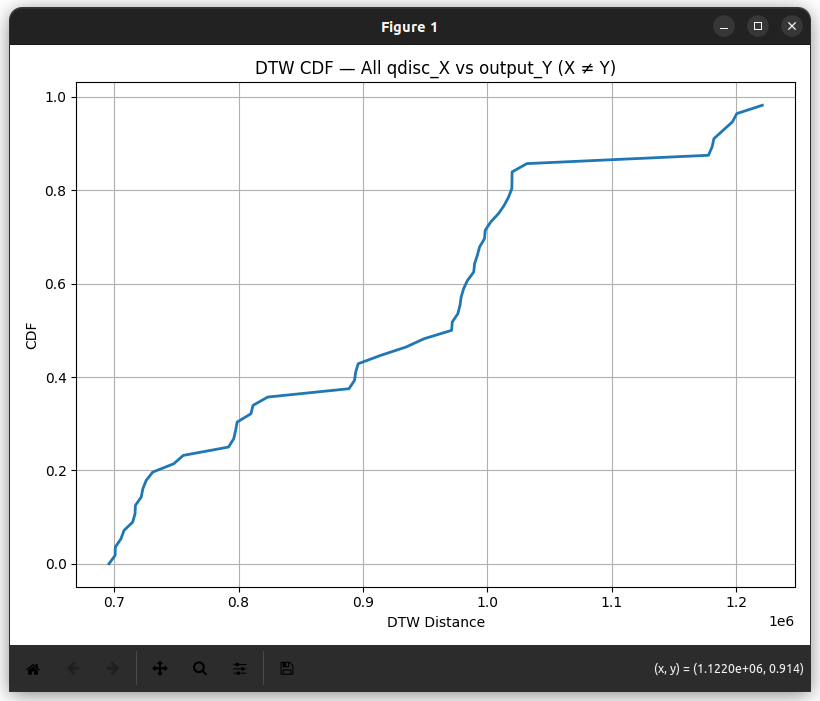 Figure 1
DTW CDF — All qdisc_X vs output_Y (X ≠ Y)
1.0
0.8
0.6
0.4
0.2
0.0
CDF
0.7 0.8 0.9 1.0 1.1 1.2
1e6
DTW Distance
(x, y) = (1.1220e+06, 0.914)